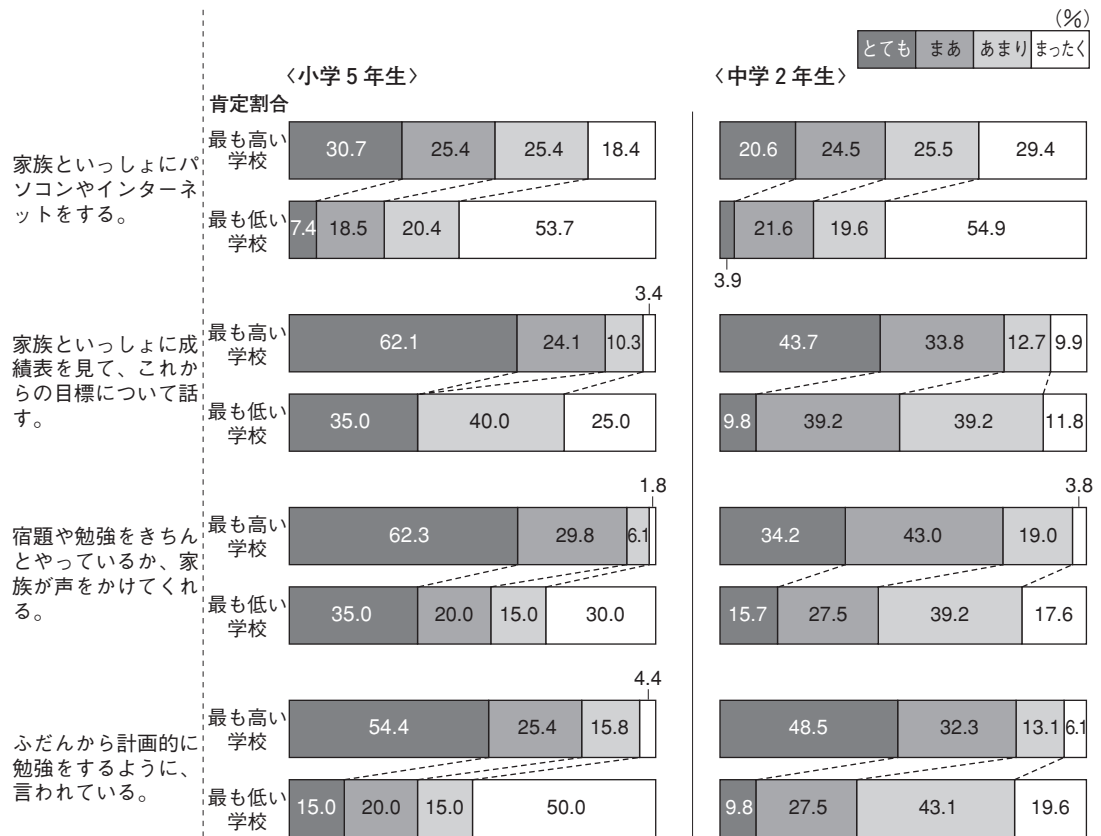 (％)
とても まあ あまり まったく
〈小学 5 年生〉
〈中学 2 年生〉
肯定割合
家族といっしょにパ
ソコンやインターネ
ットをする。
最も高い
学校
30.7 25.4 25.4 18.4
20.6 24.5 25.5 29.4
最も低い
学校
7.4 18.5 20.4 53.7
21.6 19.6 54.9
3.9
家族といっしょに成
績表を見て、これか
らの目標について話
す。
3.4
最も高い
学校
62.1 24.1 10.3
43.7 33.8 12.7 9.9
最も低い
学校
35.0 40.0 25.0
9.8 39.2 39.2 11.8
宿題や勉強をきちん
とやっているか、家
族が声をかけてくれ
る。
1.8
3.8
最も高い
学校
62.3 29.8 6.1
34.2 43.0 19.0
最も低い
学校
35.0 20.0 15.0 30.0
15.7 27.5 39.2 17.6
ふだんから計画的に
勉強をするように、
言われている。
4.4
最も高い
学校
54.4 25.4 15.8
48.5 32.3 13.1 6.1
最も低い
学校
15.0 20.0 15.0 50.0
9.8 27.5 43.1 19.6